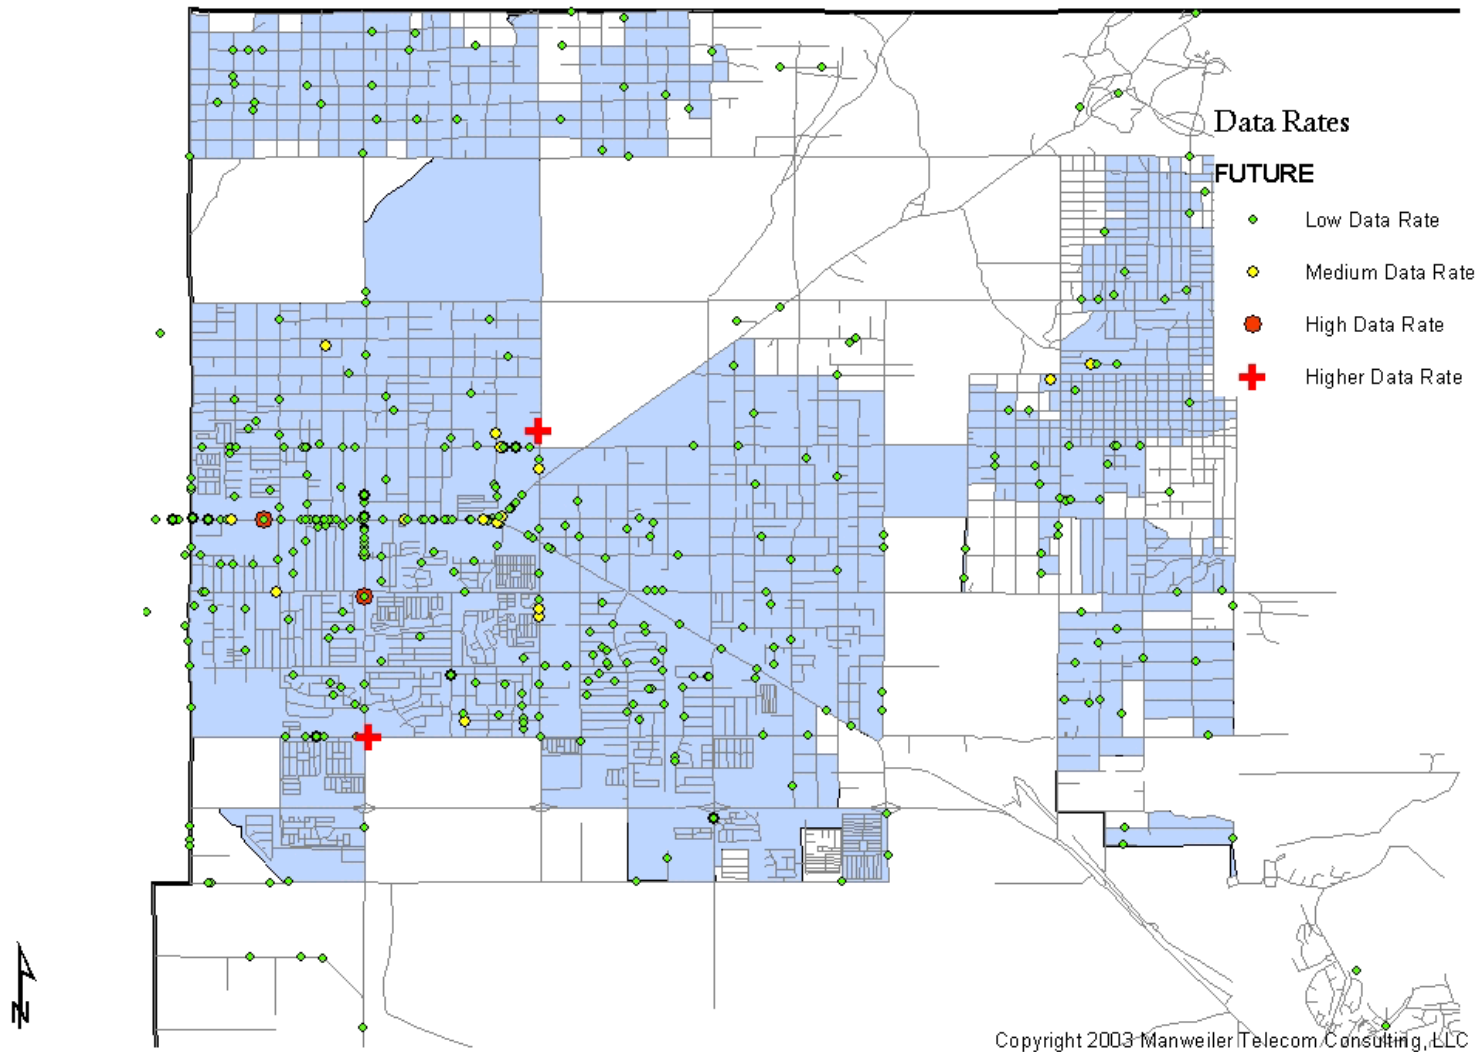 Data Rates
FUTURE
Low Data Rate
Medium Data Rate
High Data Rate
Higher Data Rate
N
Copyright 2003 Manweiler Telecom Consulting, LLC